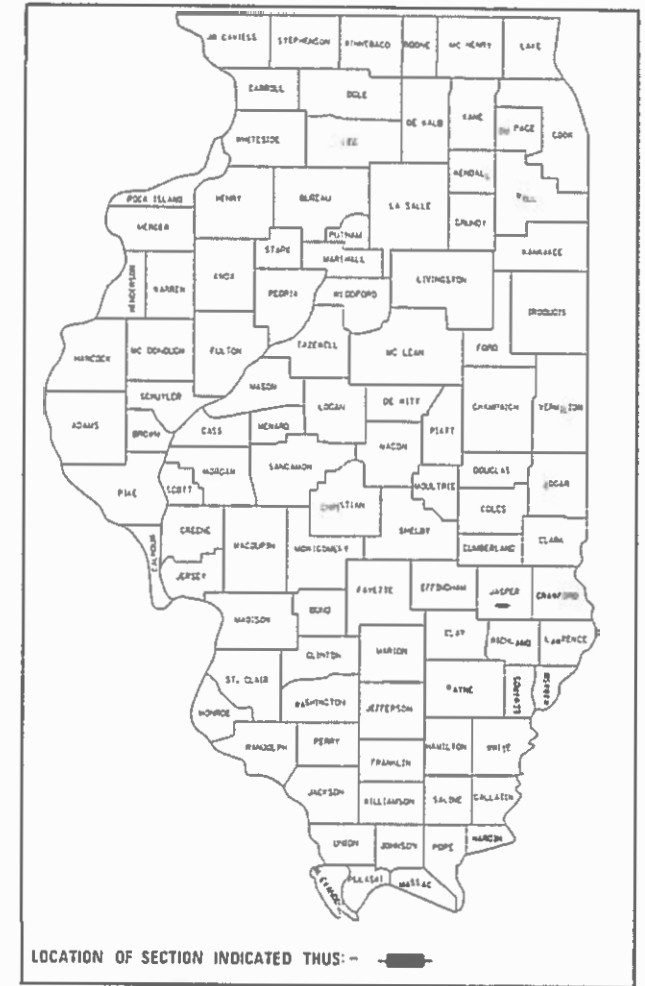 JO DAVIESS STEPHENSON WINNEBAGO BOONE MC HENRY LAKE
CARROLL OGLE
DE KALB KANE DU PAGE COOK
WHITESIDE LEE
KENDALL WILL
ROCK ISLAND HENRY BUREAU LA SALLE
MERCER PUTNAM GRUNDY
STARK MARSHALL KANKAKEE
HENDERSON WARREN KNOX PEORIA WOODFORD LIVINGSTON
IROQUOIS
HANCOCK MC DONOUGH FULTON TAZEWELL MC LEAN FORD
MASON
SCHUYLER LOGAN DE WITT CHAMPAIGN VERMILION
ADAMS BROWN CASS MENARD PIATT
MACON
MORGAN SANGAMON DOUGLAS
PIKE SCOTT MOULTRIE EDGAR
CHRISTIAN COLES
GREENE MACOUPIN MONTGOMERY SHELBY CUMBERLAND CLARK
CALHOUN JERSEY
FAYETTE EFFINGHAM JASPER CRAWFORD
MADISON BOND
CLAY RICHLAND LAWRENCE
CLINTON MARION
ST. CLAIR WAYNE EDWARDS WABASH
WASHINGTON JEFFERSON
MONROE
RANDOLPH PERRY HAMILTON WHITE
FRANKLIN
JACKSON WILLIAMSON SALINE GALLATIN
UNION JOHNSON POPE HARDIN
PULASKI MASSAC
LOCATION OF SECTION INDICATED THUS:-